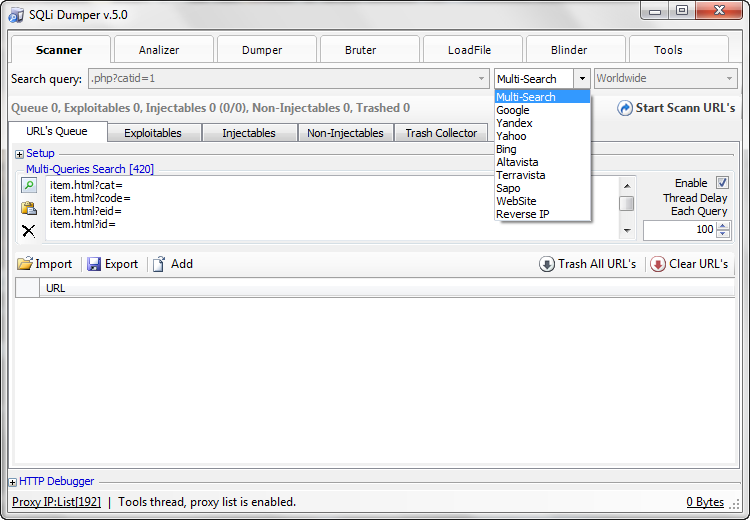 SQLi Dumper v.5.0
Scanner Analizer Dumper Bruter LoadFile Blinder Tools
Search query: .php?catid=1 Multi-Search Worldwide
Multi-Search
Google
Yandex
Yahoo
Bing
Altavista
Terravista
Sapo
WebSite
Reverse IP
Queue 0, Exploitables 0, Injectables 0 (0/0), Non-Injectables 0, Trashed 0
Start Scann URL's
URL's Queue Exploitables Injectables Non-Injectables Trash Collector
Setup
Multi-Queries Search [420]
item.html?cat=
item.html?code=
item.html?eid=
item.html?id=
Enable
Thread Delay
Each Query
100
Import Export Add Trash All URL's Clear URL's
URL
HTTP Debugger
Proxy IP:List[192] | Tools thread, proxy list is enabled. 0 Bytes